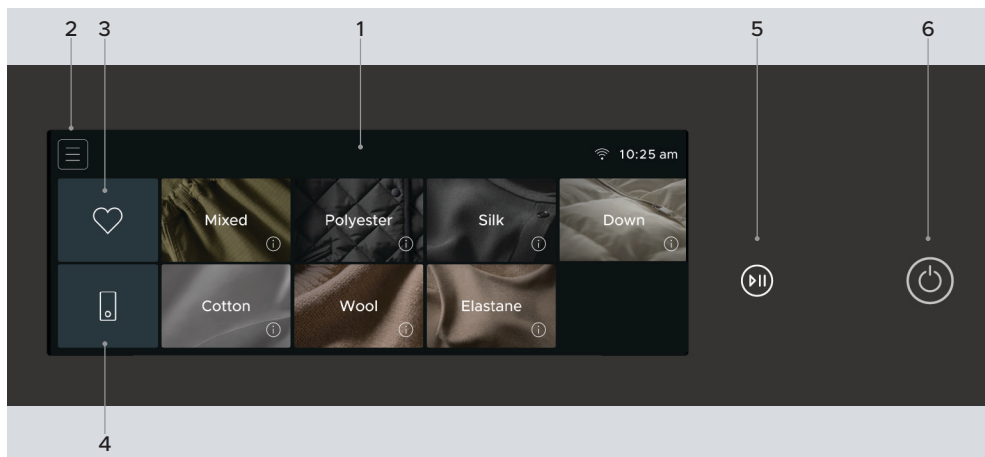 2 3 1 5 6
10:25 am
Mixed Polyester Silk Down
Cotton Wool Elastane
4